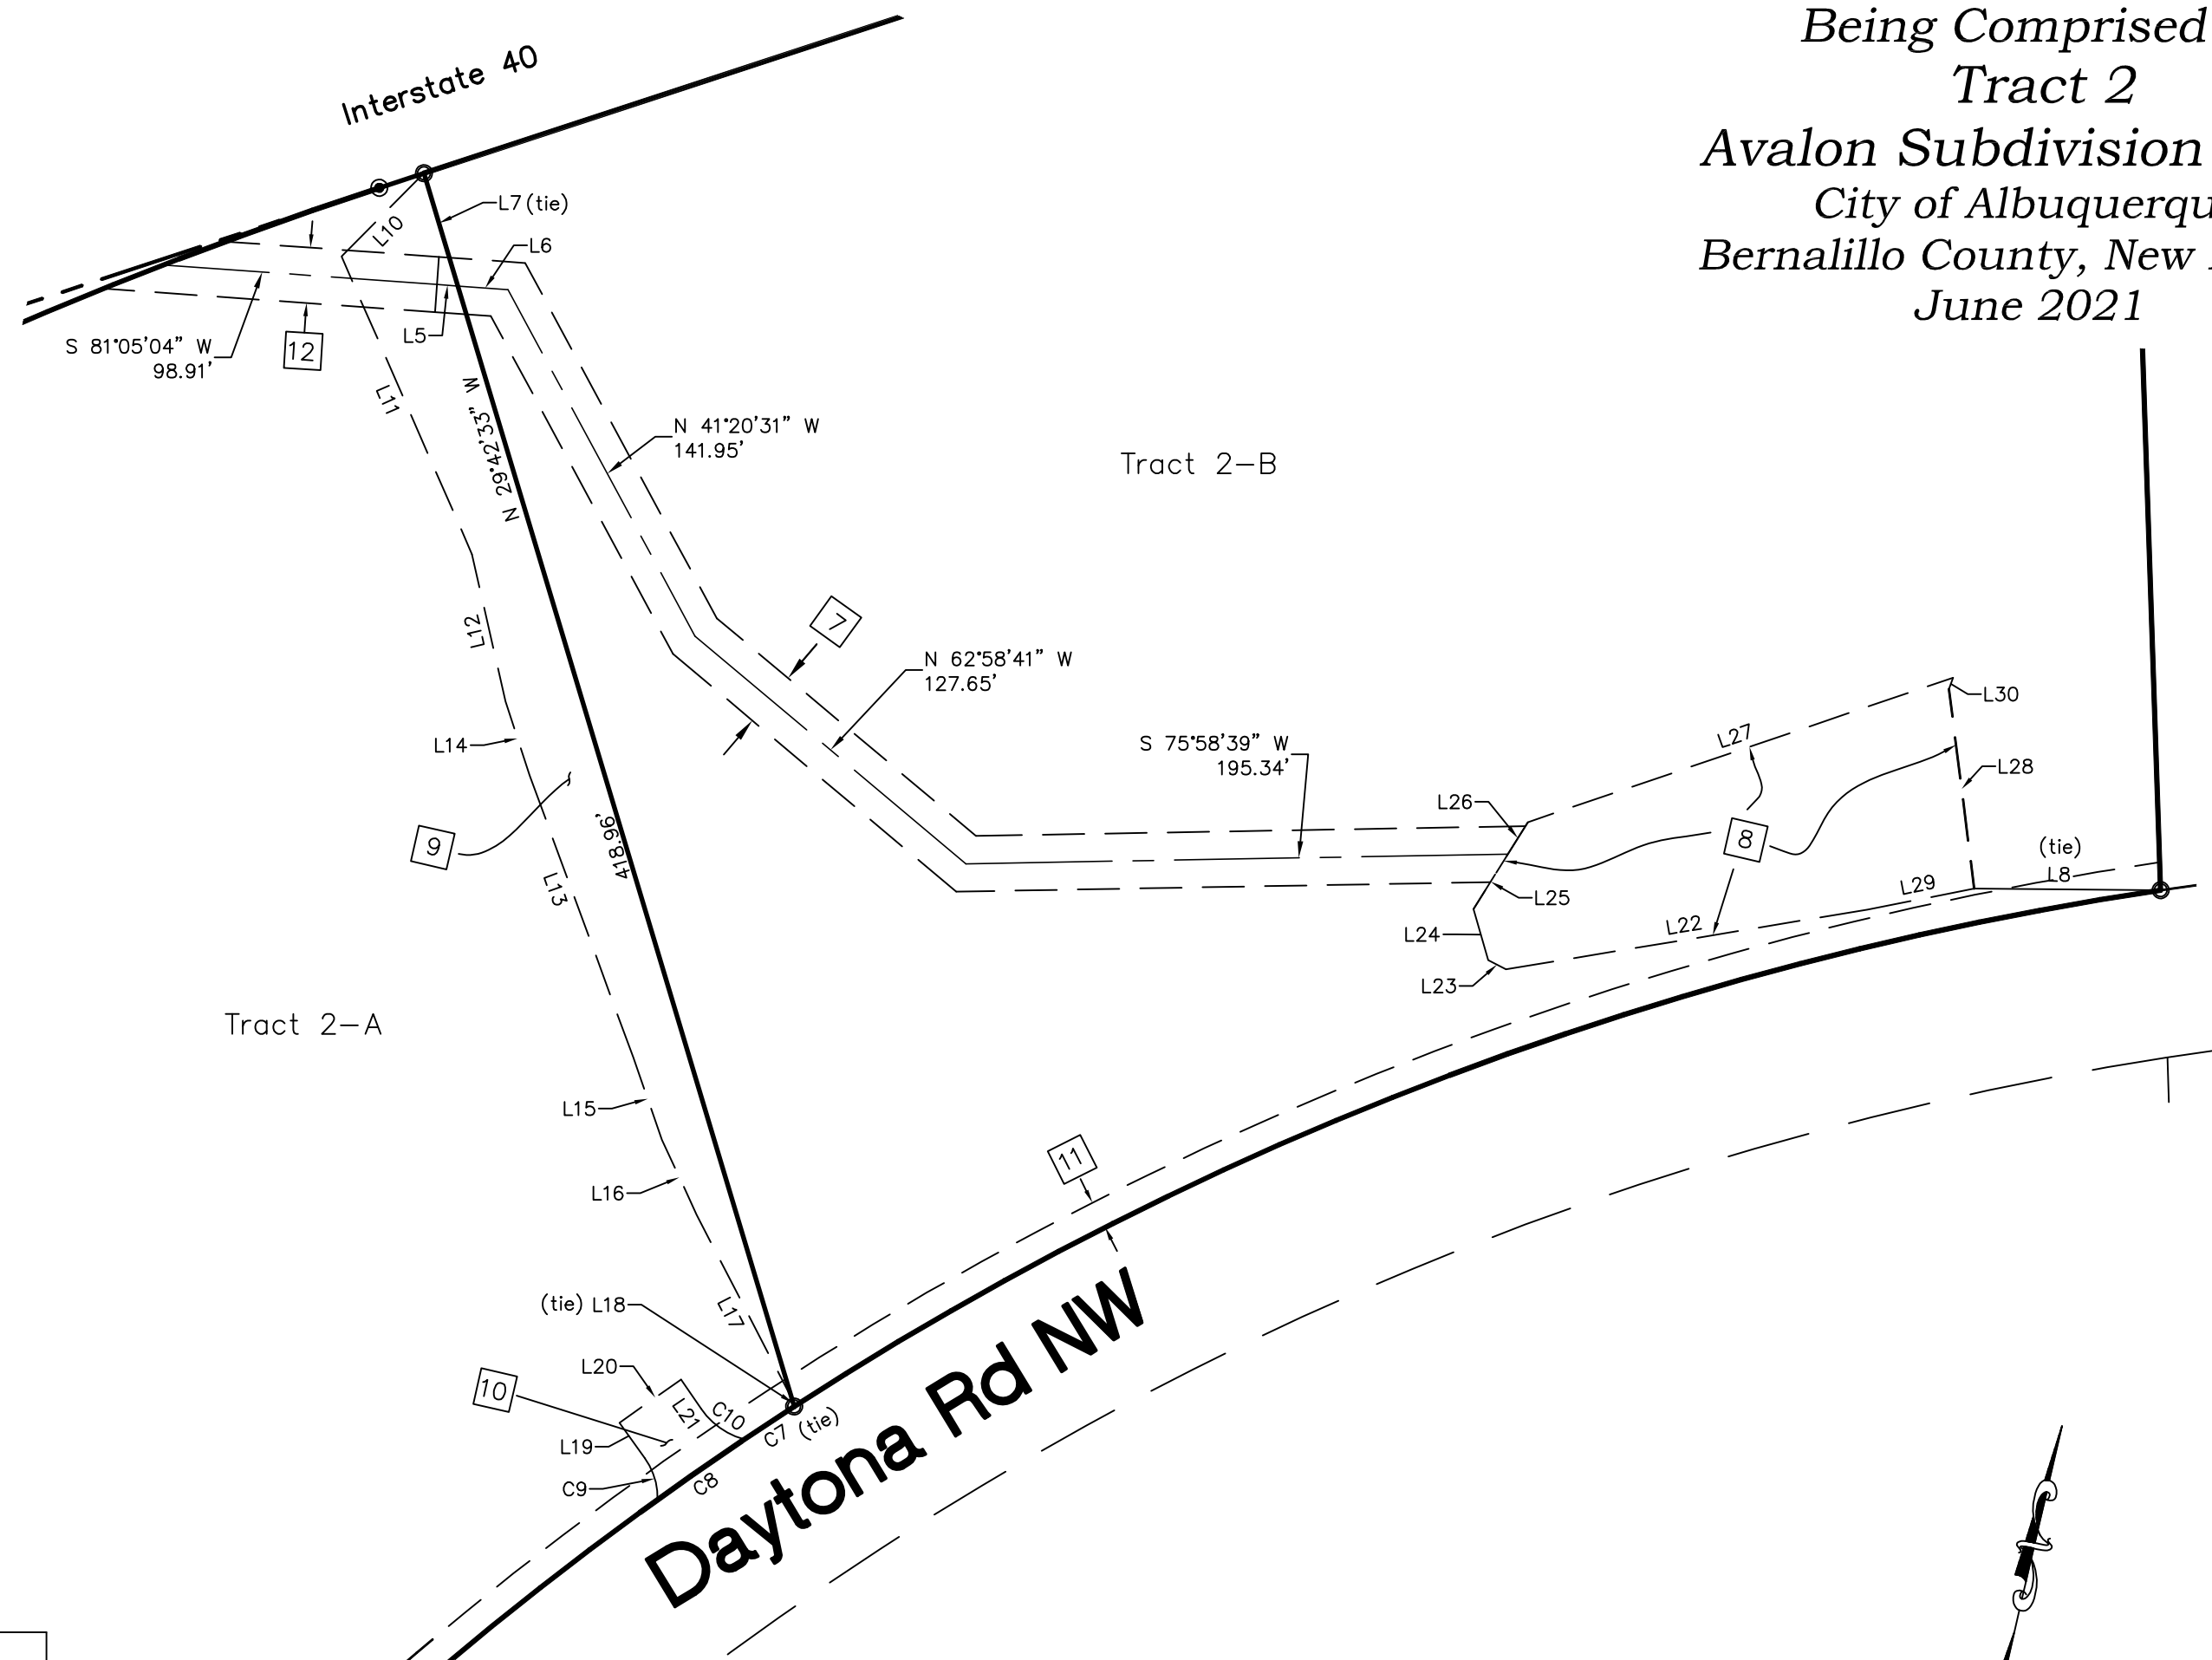 Being Comprised
Tract 2
Avalon Subdivision
City of Albuquerqu
Bernalillo County, New
June 2021
Interstate 40
L7 (tie)
L10
L6
L5
S 81°05'04" W
98.91'
12
L11
N 29°42'33" W
418.96'
N 41°20'31" W
141.95'
Tract 2-B
L12
7
N 62°58'41" W
127.65'
L14
S 75°58'39" W
195.34'
L27
L30
L28
L26
8
9
(tie)
L8
L29
L13
L25
L22
L24
L23
Tract 2-A
L15
11
L16
(tie) L18
L17
L20
10
L21
C10
C7 (tie)
L19
C9
C8
Daytona Rd NW